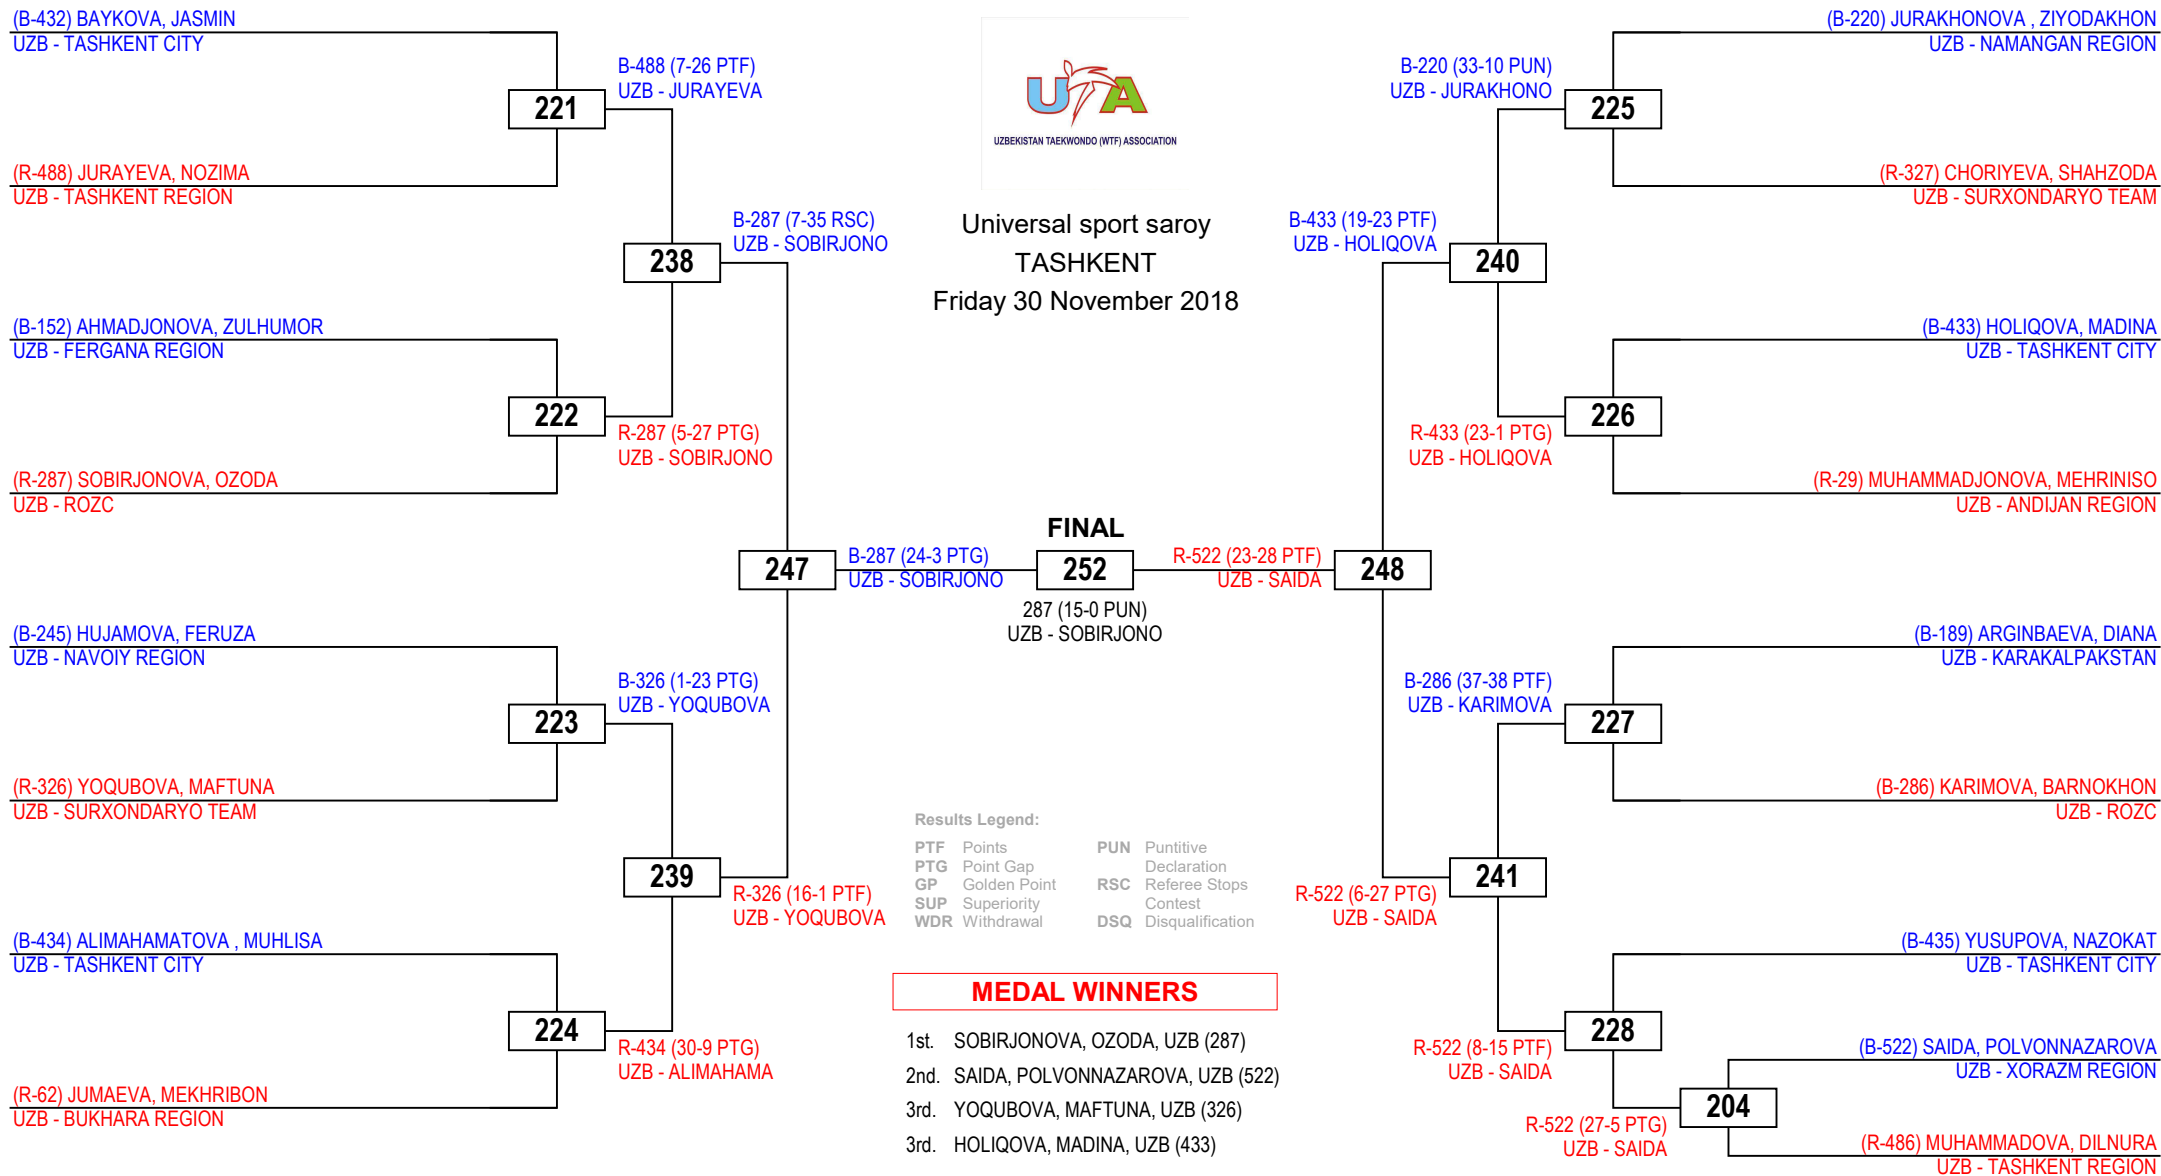 (B-432) BAYKOVA, JASMIN
UZB - TASHKENT CITY
221
(R-488) JURAYEVA, NOZIMA
UZB - TASHKENT REGION
B-488 (7-26 PTF)
UZB - JURAYEVA
238
(B-152) AHMADJONOVA, ZULHUMOR
UZB - FERGANA REGION
222
(R-287) SOBIRJONOVA, OZODA
UZB - ROZC
R-287 (5-27 PTG)
UZB - SOBIRJONO
B-287 (7-35 RSC)
UZB - SOBIRJONO
247
(B-245) HUJAMOVA, FERUZA
UZB - NAVOIY REGION
223
(R-326) YOQUBOVA, MAFTUNA
UZB - SURXONDARYO TEAM
B-326 (1-23 PTG)
UZB - YOQUBOVA
239
(B-434) ALIMAHAMATOVA , MUHLISA
UZB - TASHKENT CITY
224
(R-62) JUMAEVA, MEKHRIBON
UZB - BUKHARA REGION
R-434 (30-9 PTG)
UZB - ALIMAHAMA
R-326 (16-1 PTF)
UZB - YOQUBOVA
B-287 (24-3 PTG)
UZB - SOBIRJONO
UTA
UZBEKISTAN TAEKWONDO (WTF) ASSOCIATION
Universal sport saroy
TASHKENT
Friday 30 November 2018
FINAL
252
287 (15-0 PUN)
UZB - SOBIRJONO
R-522 (23-28 PTF)
UZB - SAIDA
248
B-433 (19-23 PTF)
UZB - HOLIQOVA
240
B-220 (33-10 PUN)
UZB - JURAKHONO
225
(B-220) JURAKHONOVA , ZIYODAKHON
UZB - NAMANGAN REGION
(R-327) CHORIYEVA, SHAHZODA
UZB - SURXONDARYO TEAM
R-433 (23-1 PTG)
UZB - HOLIQOVA
226
(B-433) HOLIQOVA, MADINA
UZB - TASHKENT CITY
(R-29) MUHAMMADJONOVA, MEHRINISO
UZB - ANDIJAN REGION
R-522 (6-27 PTG)
UZB - SAIDA
241
B-286 (37-38 PTF)
UZB - KARIMOVA
227
(B-189) ARGINBAEVA, DIANA
UZB - KARAKALPAKSTAN
(B-286) KARIMOVA, BARNOKHON
UZB - ROZC
R-522 (8-15 PTF)
UZB - SAIDA
228
(B-435) YUSUPOVA, NAZOKAT
UZB - TASHKENT CITY
R-522 (27-5 PTG)
UZB - SAIDA
204
(B-522) SAIDA, POLVONNAZAROVA
UZB - XORAZM REGION
(R-486) MUHAMMADOVA, DILNURA
UZB - TASHKENT REGION
Results Legend:
PTF Points
PTG Point Gap
GP Golden Point
SUP Superiority
WDR Withdrawal
PUN Puntitive
Declaration
RSC Referee Stops
Contest
DSQ Disqualification
MEDAL WINNERS
1st. SOBIRJONOVA, OZODA, UZB (287)
2nd. SAIDA, POLVONNAZAROVA, UZB (522)
3rd. YOQUBOVA, MAFTUNA, UZB (326)
3rd. HOLIQOVA, MADINA, UZB (433)